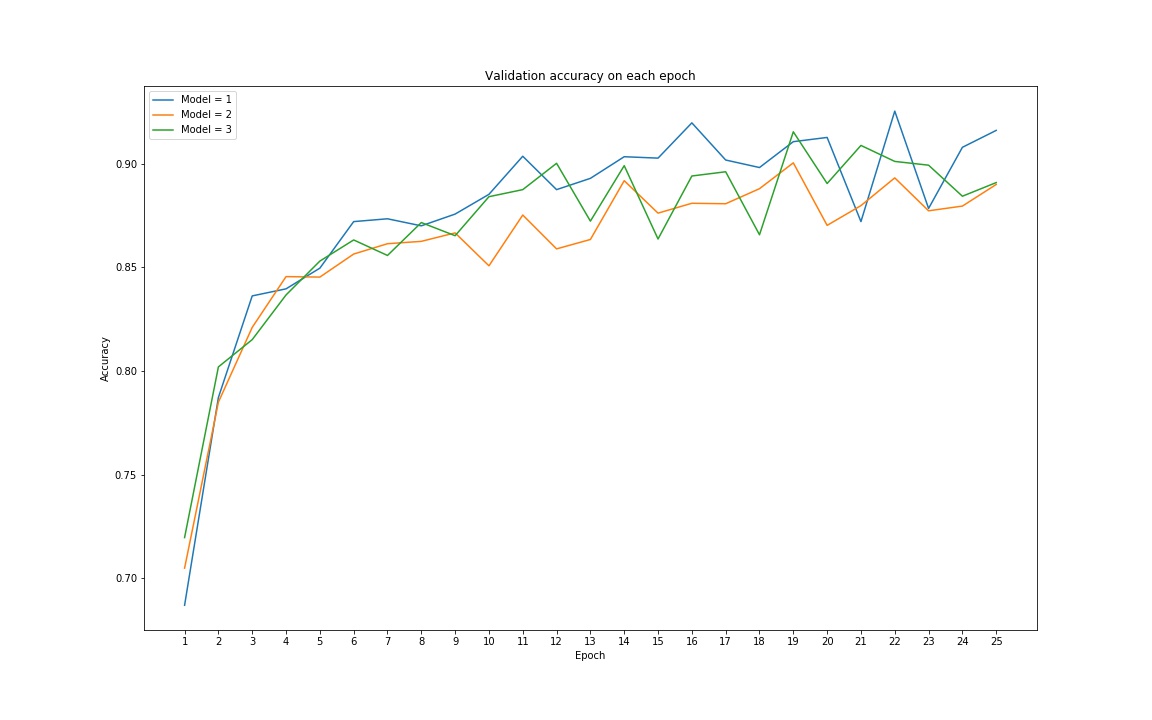 Validation accuracy on each epoch
Model = 1
Model = 2
Model = 3
0.90
0.85
0.80
0.75
0.70
Accuracy
1 2 3 4 5 6 7 8 9 10 11 12 13 14 15 16 17 18 19 20 21 22 23 24 25
Epoch